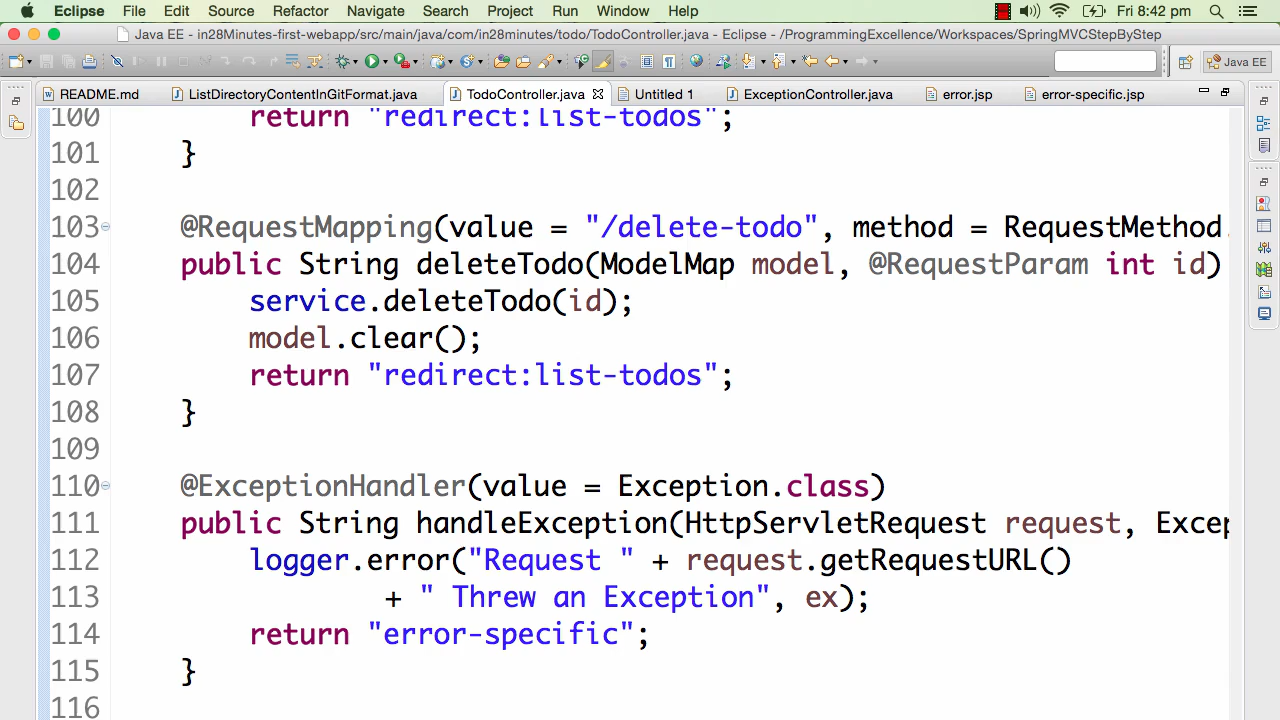 Eclipse File Edit Source Refactor Navigate Search Project Run Window Help Fri 8:42 pm
Java EE - in28Minutes-first-webapp/src/main/java/com/in28minutes/todo/TodoController.java - Eclipse - /ProgrammingExcellence/Workspaces/SpringMVCStepByStep
Java EE
README.md ListDirectoryContentInGitFormat.java TodoController.java Untitled 1 ExceptionController.java error.jsp error-specific.jsp
100 return "redirect:list-todos";
101 }
102
103 @RequestMapping(value = "/delete-todo", method = RequestMethod.
104 public String deleteTodo(ModelMap model, @RequestParam int id)
105 service.deleteTodo(id);
106 model.clear();
107 return "redirect:list-todos";
108 }
109
110 @ExceptionHandler(value = Exception.class)
111 public String handleException(HttpServletRequest request, Excep
112 logger.error("Request " + request.getRequestURL()
113 + " Threw an Exception", ex);
114 return "error-specific";
115 }
116